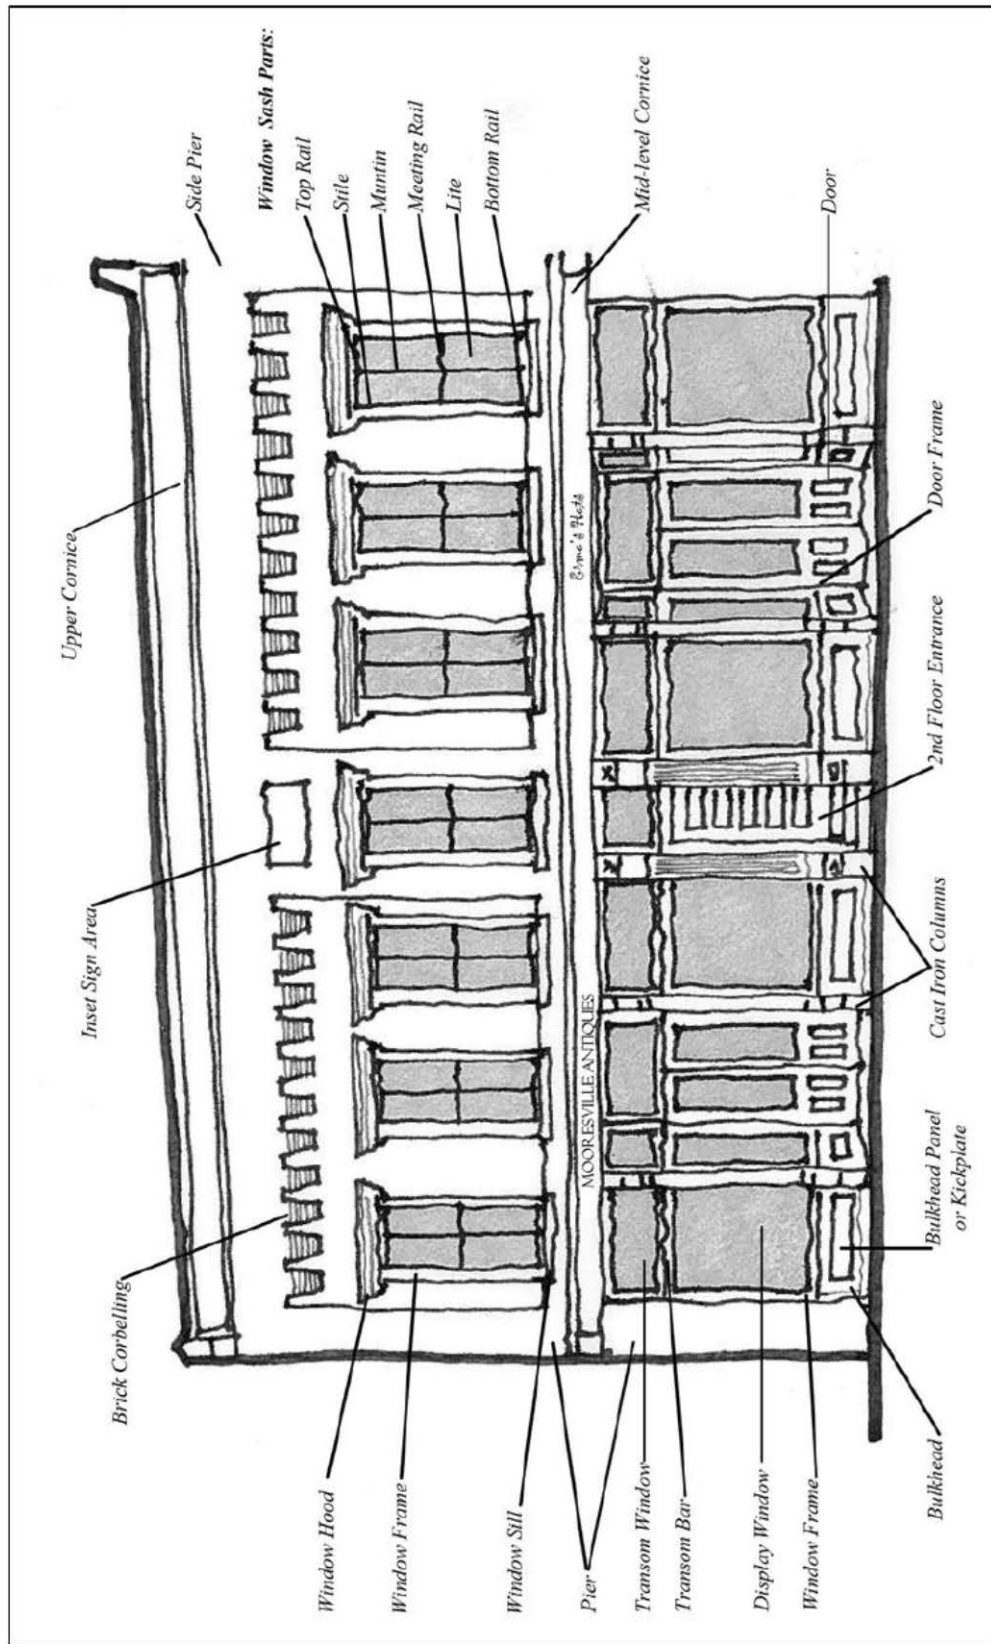 Upper Cornice
Inset Sign Area
Brick Corbelling
Side Pier
Window Sash Parts:
Top Rail
Stile
Muntin
Meeting Rail
Lite
Bottom Rail
Window Hood
Window Frame
Window Sill
Pier
MOORESVILLE ANTIQUES
Esme's Hats
Mid-level Cornice
Transom Window
Transom Bar
Display Window
Window Frame
Door
Bulkhead
Bulkhead Panel
or Kickplate
Cast Iron Columns
2nd Floor Entrance
Door Frame